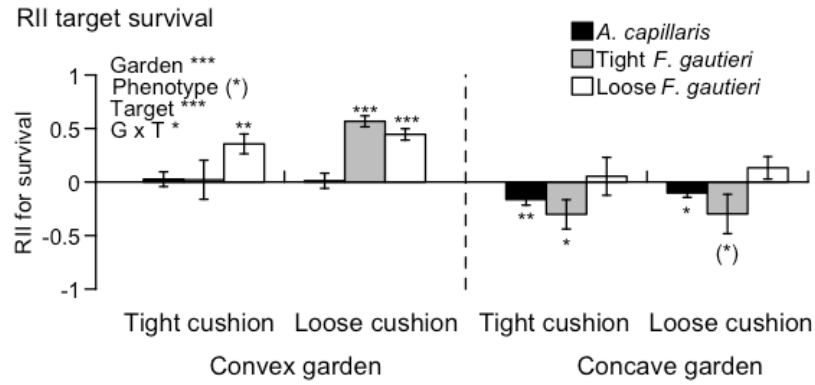 RII target survival
A. capillaris
Tight F. gautieri
Loose F. gautieri
Garden ***
Phenotype (*)
Target ***
G x T *
RII for survival
1
0.5
0
-0.5
-1
**
***
***
**
*
*
(*)
Tight cushion Loose cushion Tight cushion Loose cushion
Convex garden Concave garden